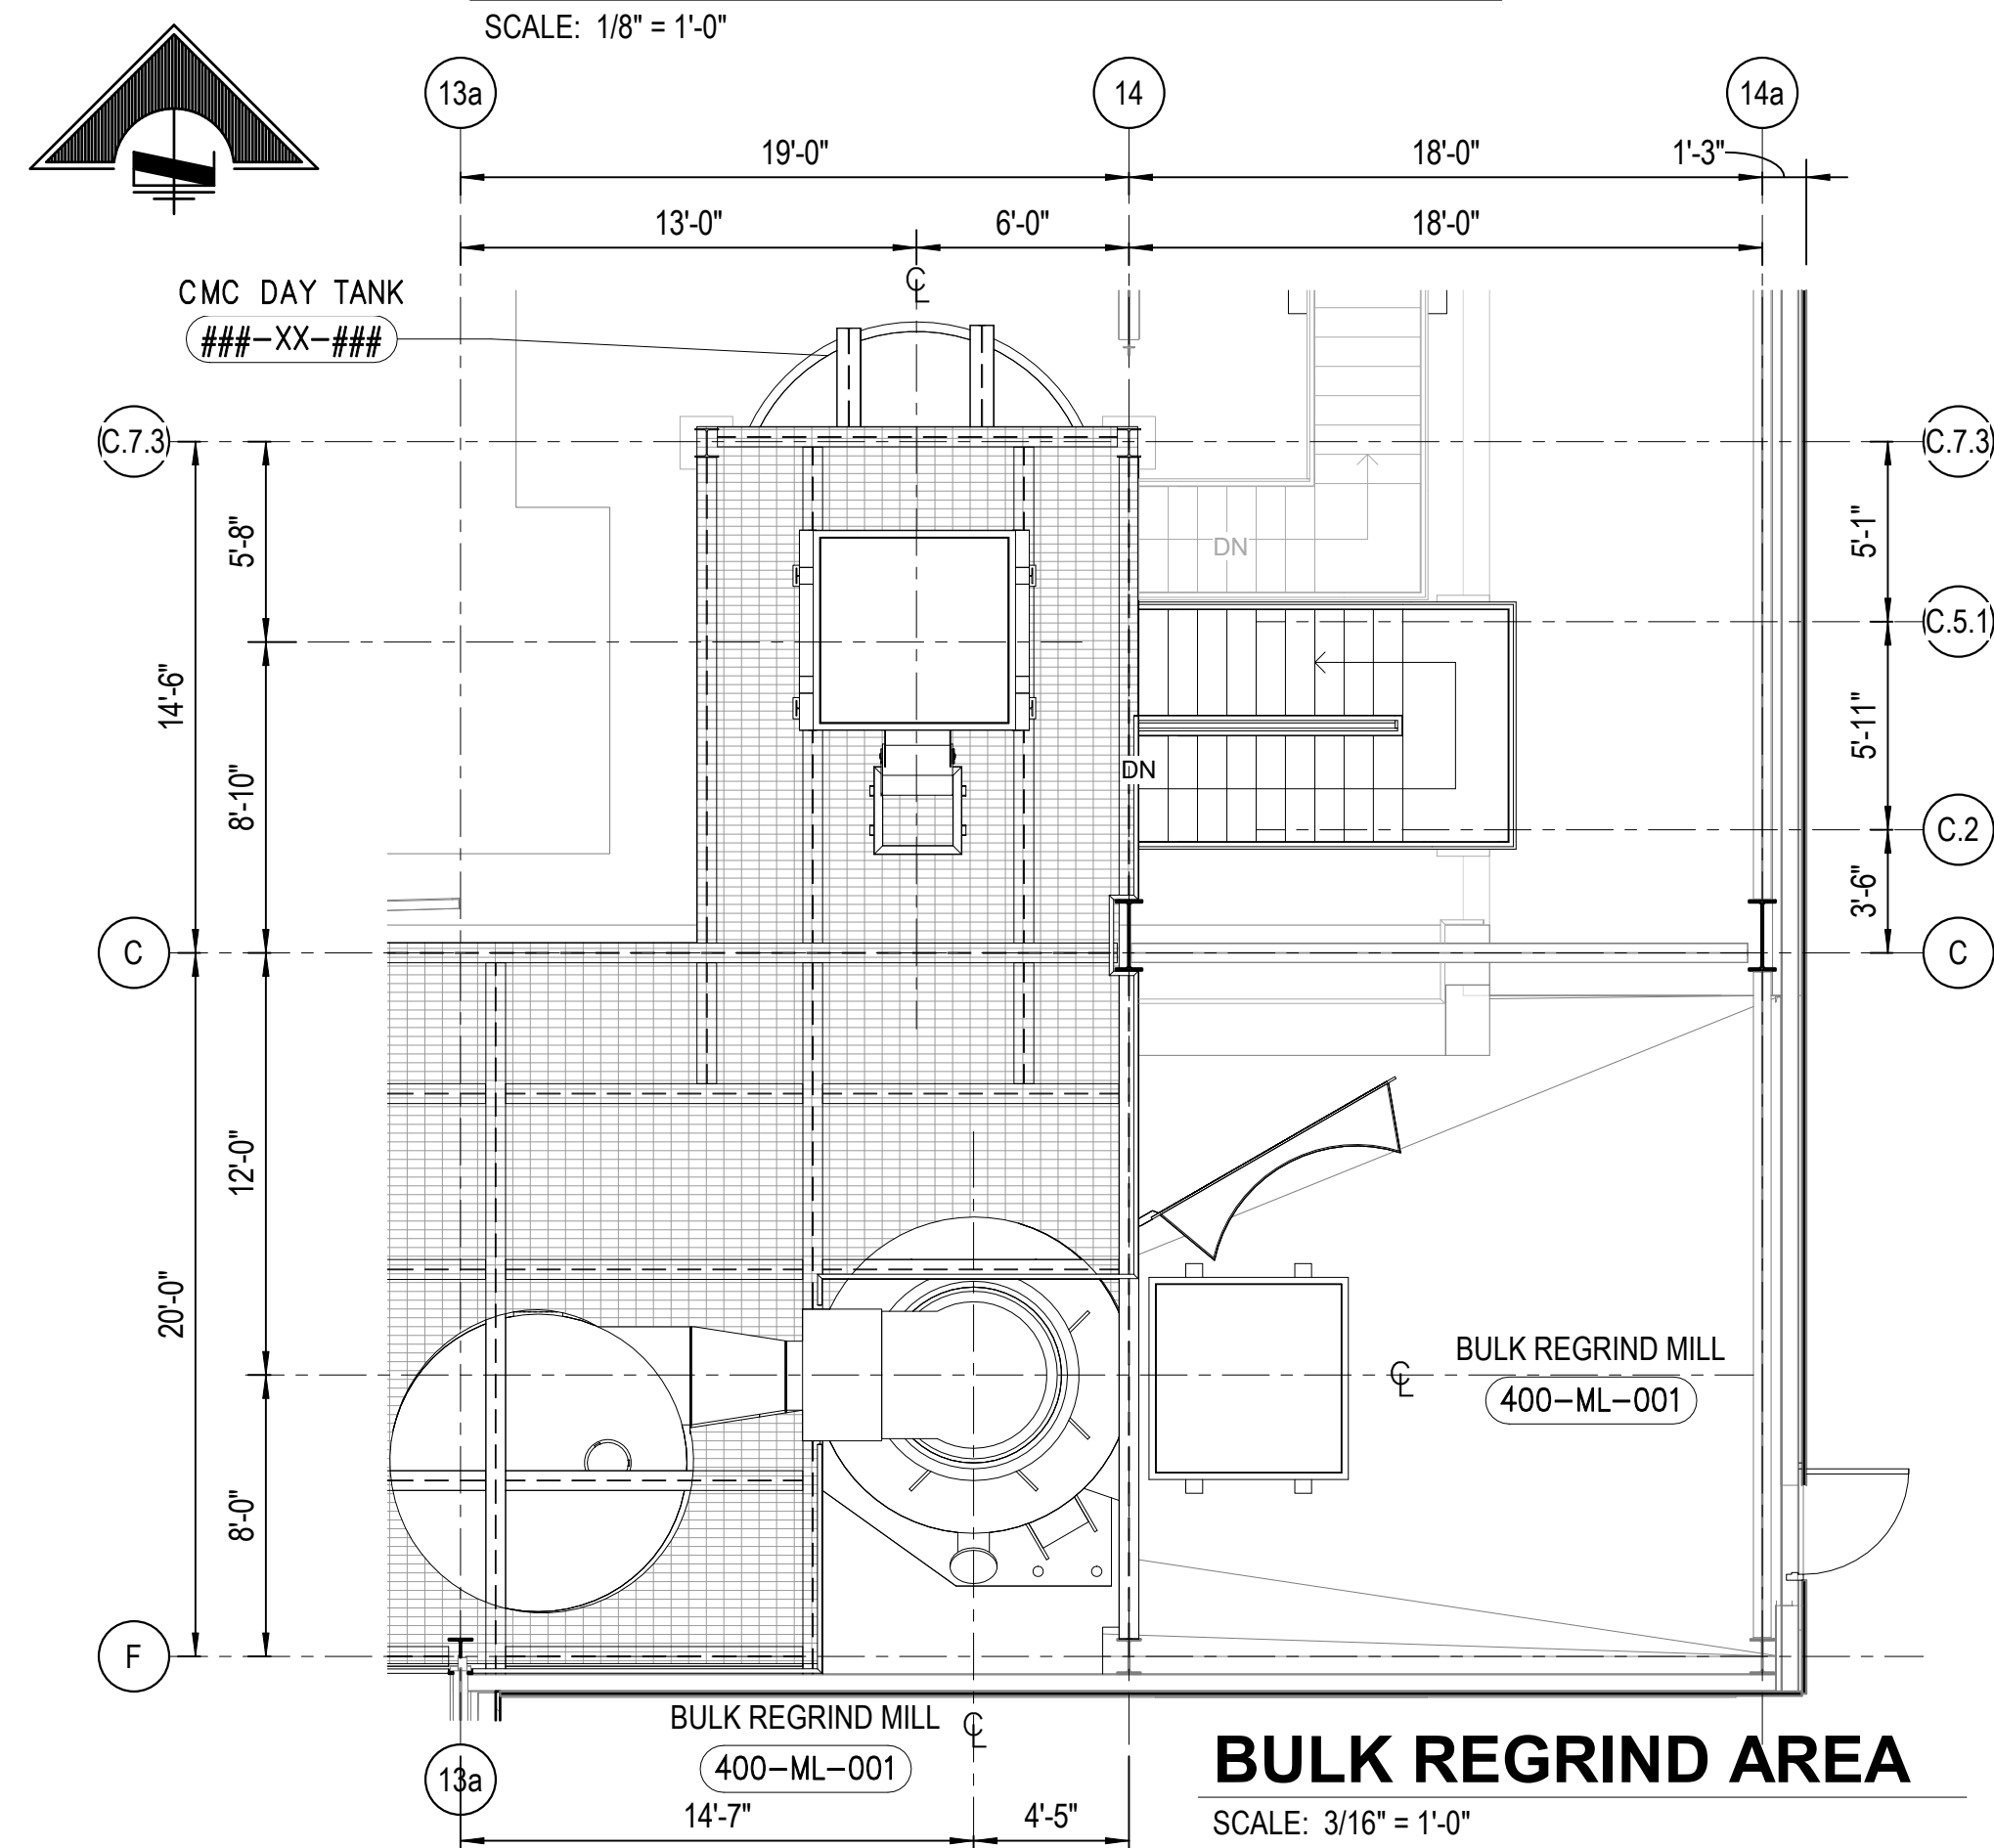 SCALE: 1/8" = 1'-0"
13a
14
14a
19'-0"
18'-0"
1'-3"
13'-0"
6'-0"
18'-0"
CMC DAY TANK
###-XX-###
C.7.3
C.7.3
5'-8"
5'-1"
DN
C.5.1
14'-6"
5'-11"
8'-10"
DN
C.2
3'-6"
C
C
12'-0"
20'-0"
BULK REGRIND MILL
400-ML-001
8'-0"
F
BULK REGRIND MILL
400-ML-001
13a
14'-7"
4'-5"
BULK REGRIND AREA
SCALE: 3/16" = 1'-0"